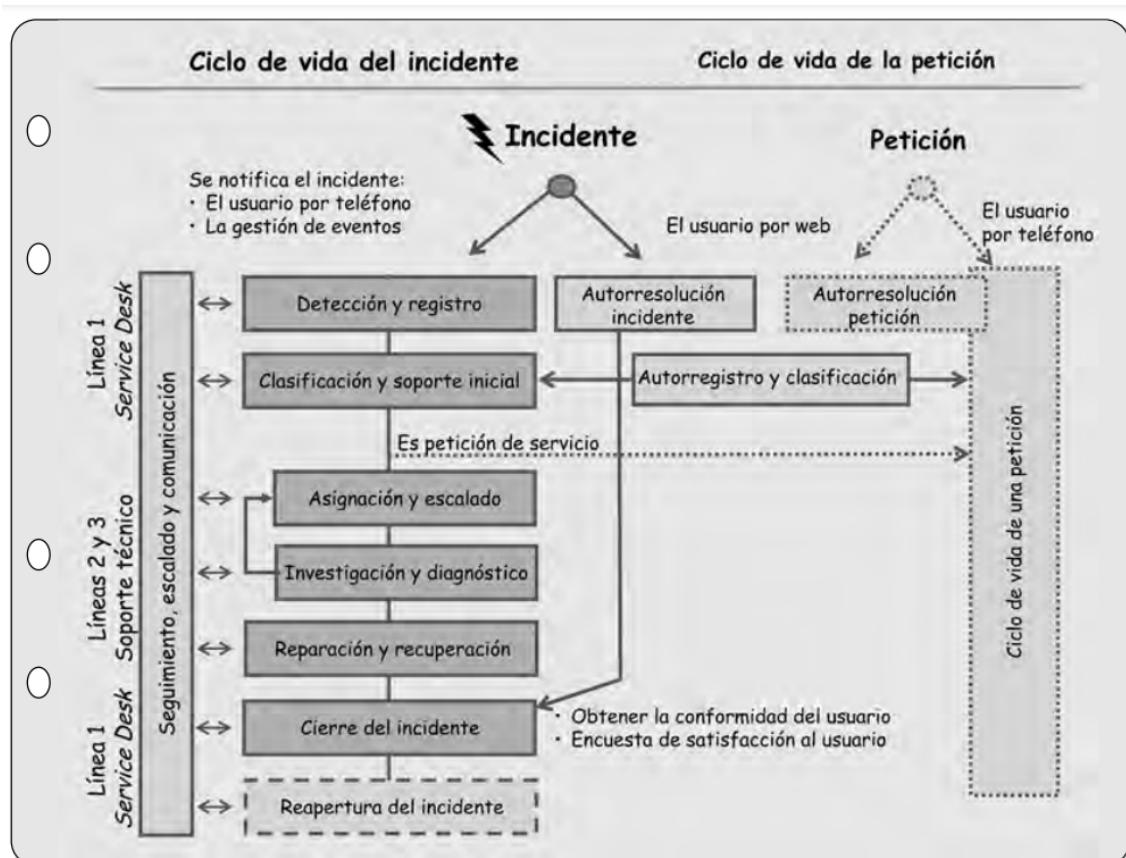 Ciclo de vida del incidente
Ciclo de vida de la petición
Incidente
Petición
Se notifica el incidente:
· El usuario por teléfono
· La gestión de eventos
El usuario por web
El usuario
por teléfono
Línea 1
Service Desk
Líneas 2 y 3
Soporte técnico
Línea 1
Service Desk
Seguimiento, escalado y comunicación
Detección y registro
Autorresolución
incidente
Autorresolución
petición
Clasificación y soporte inicial
Autorregistro y clasificación
Es petición de servicio
Asignación y escalado
Investigación y diagnóstico
Reparación y recuperación
Cierre del incidente
· Obtener la conformidad del usuario
· Encuesta de satisfacción al usuario
Reapertura del incidente
Ciclo de vida de una petición